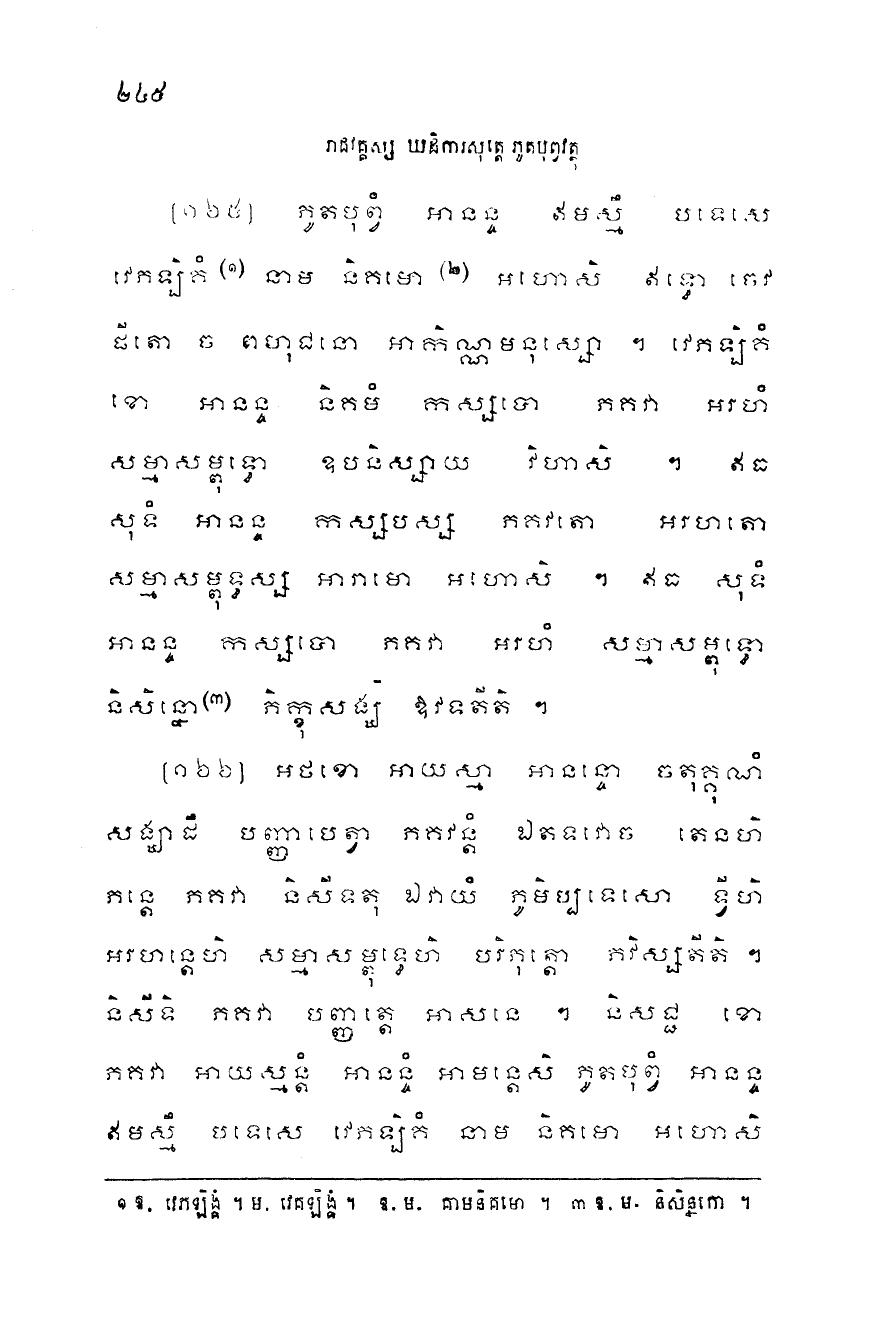 ២៤៥
រាជវគ្គស្ស ឃដិការសុត្តេ ភូតបុព្វវត្ថុ
[១២៥] ភូតបុព្វំ អានន្ទ ឥមស្មឹ បទេសេ
វេភឡិគំ (១) នាម និគមោ (២) អហោសិ ឥទ្ធោ ចេវ
ជីតោ ច ពហុជនោ អាកិណ្ណមនុស្សោ ។ វេភឡិគំ
ខោ អានន្ទ និគមំ កស្សបោ ភគវា អរហំ
សម្មាសម្ពុទ្ធោ ឧបនិស្សាយ វិហាសិ ។ ឥធ
សុទំ អានន្ទ កស្សបស្ស ភគវតោ អរហតោ
សម្មាសម្ពុទ្ធស្ស អារាមោ អហោសិ ។ ឥធ សុទំ
អានន្ទ កស្សបោ ភគវា អរហំ សម្មាសម្ពុទ្ធោ
និសិន្នោ (៣) ភិក្ខុសង្ឃំ ឱវទតីតិ ។
[១២៦] អថខោ អាយស្មា អានន្ទោ ចតុគ្គុណំ
សង្ឃាដឹ បញ្ញាបេត្វា ភគវន្តំ ឯតទវោច តេនហិ
ភន្តេ ភគវា និសីទតុ ឯវាយំ ភូមិប្បទេសោ ទ្វីហិ
អរហន្តេហិ សម្មាសម្ពុទ្ធេហិ បរិភុត្តោ ភវិស្សតីតិ ។
និសីទិ ភគវា បញ្ញត្តេ អាសនេ ។ និសជ្ជ ខោ
ភគវា អាយស្មន្តំ អានន្ទំ អាមន្តេសិ ភូតបុព្វំ អានន្ទ
ឥមស្មឹ បទេសេ វេភឡិគំ នាម និគមោ អហោសិ
១ ឱ. វេភឡិង្គំ ។ ម. វេគឡិង្គំ ។ ឱ. ម. គាមនិគមោ ។ ៣ ឱ. ម. និសិន្នកោ ។